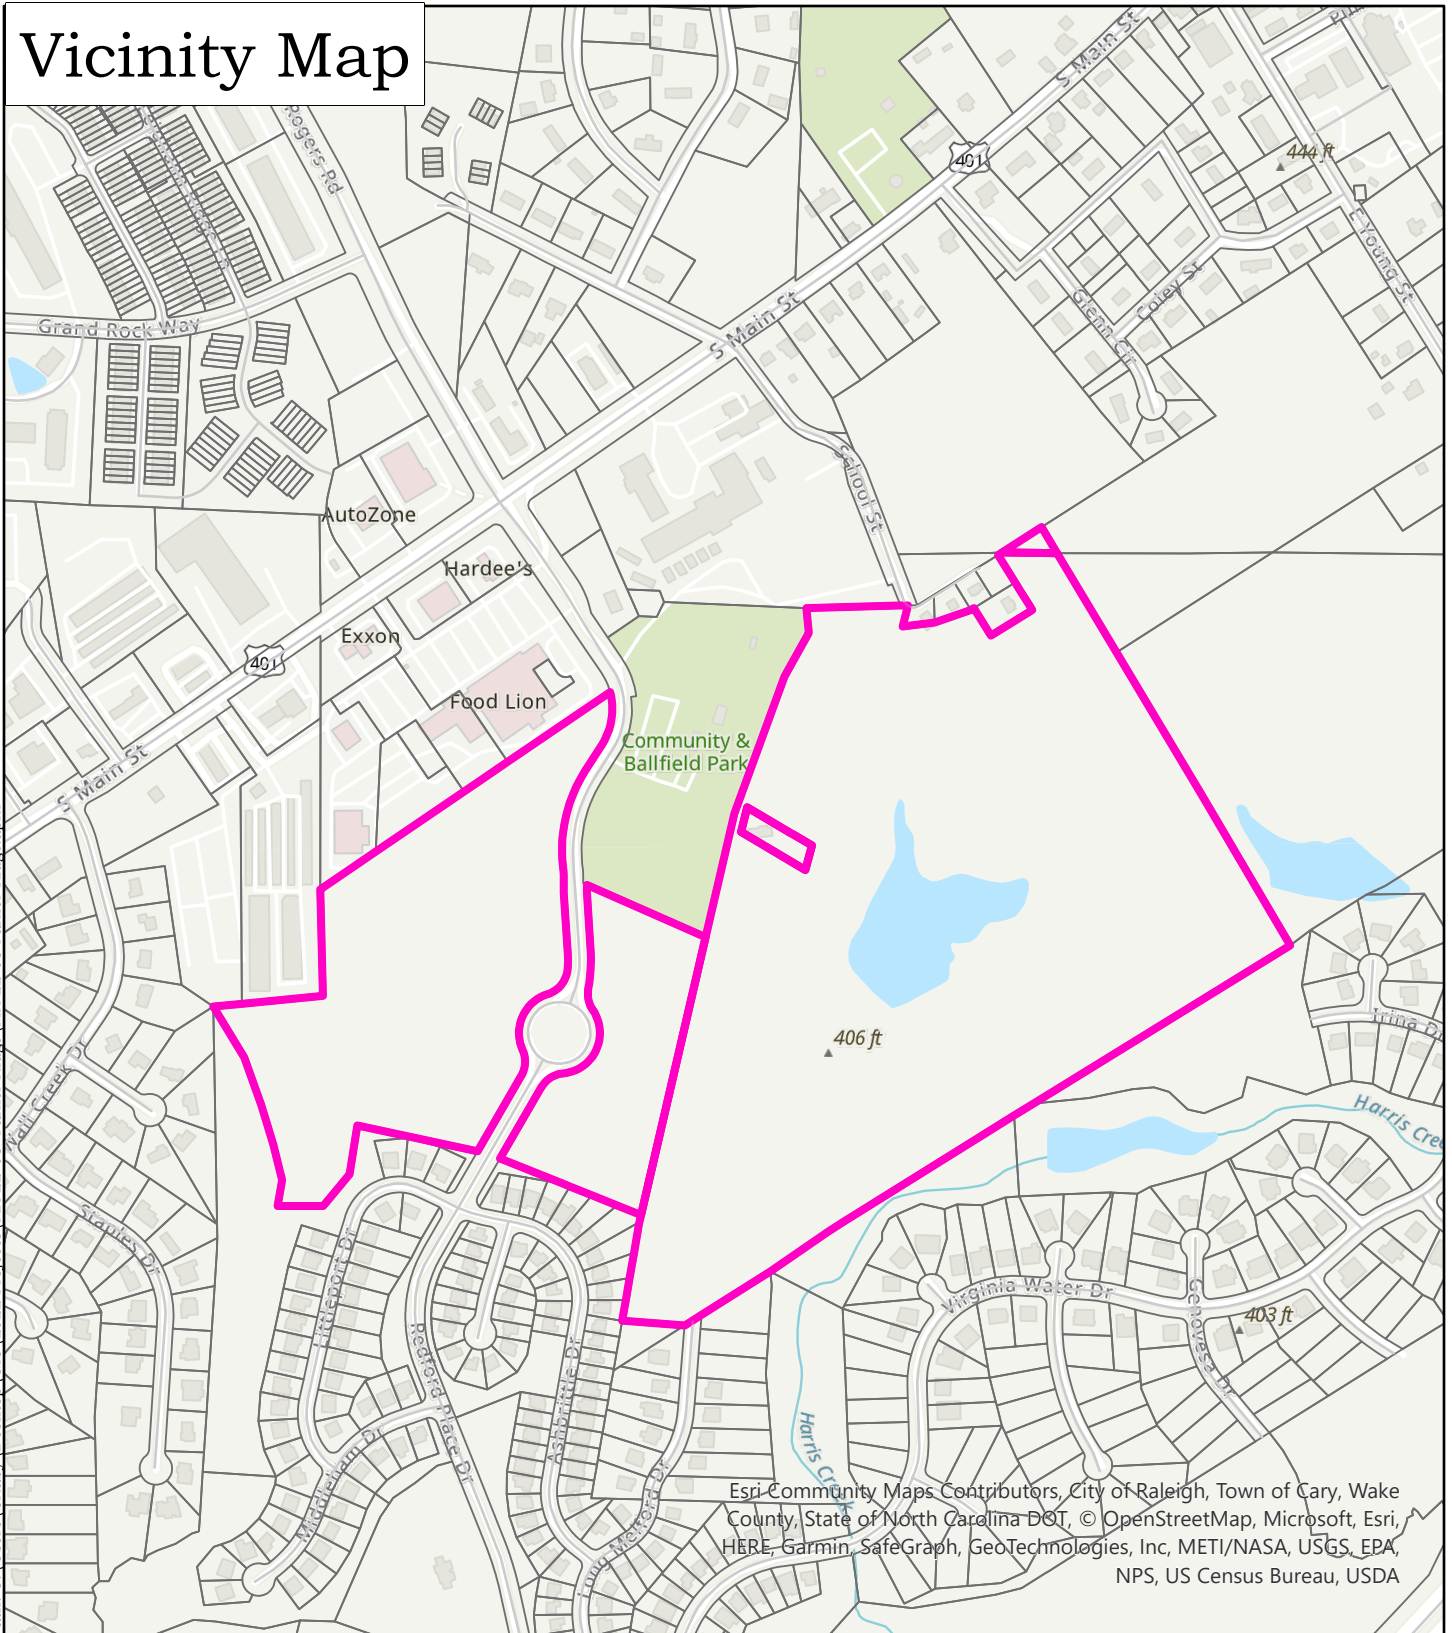 Vicinity Map
S Main St
Rogers Rd
401
444 ft
E Young St
Coley St
Glenn Cir
S Main St
Grand Rock Way
School St
AutoZone
Hardee's
Exxon
401
Food Lion
Community &
Ballfield Park
S Main St
406 ft
Irina Dr
Harris Cree
Wall Creek Dr
Staples Dr
Littleport Dr
Virginia Water Dr
Genovesa Dr
403 ft
Redford Place Dr
Ashbrittle Dr
Middleham Dr
Long Melford Dr
Harris Creek
Esri Community Maps Contributors, City of Raleigh, Town of Cary, Wake
County, State of North Carolina DOT, © OpenStreetMap, Microsoft, Esri,
HERE, Garmin, SafeGraph, GeoTechnologies, Inc, METI/NASA, USGS, EPA,
NPS, US Census Bureau, USDA